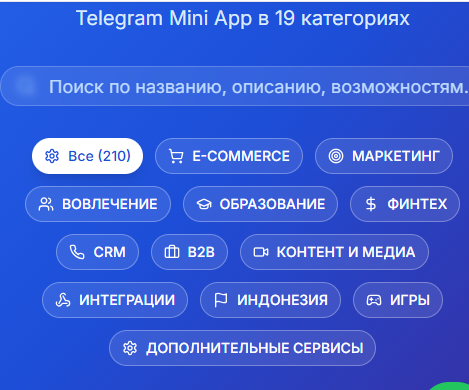 Telegram Mini App в 19 категориях
Поиск по названию, описанию, возможностям.
Все (210) E-COMMERCE МАРКЕТИНГ
ВОВЛЕЧЕНИЕ ОБРАЗОВАНИЕ ФИНТЕХ
CRM B2B КОНТЕНТ И МЕДИА
ИНТЕГРАЦИИ ИНДОНЕЗИЯ ИГРЫ
ДОПОЛНИТЕЛЬНЫЕ СЕРВИСЫ